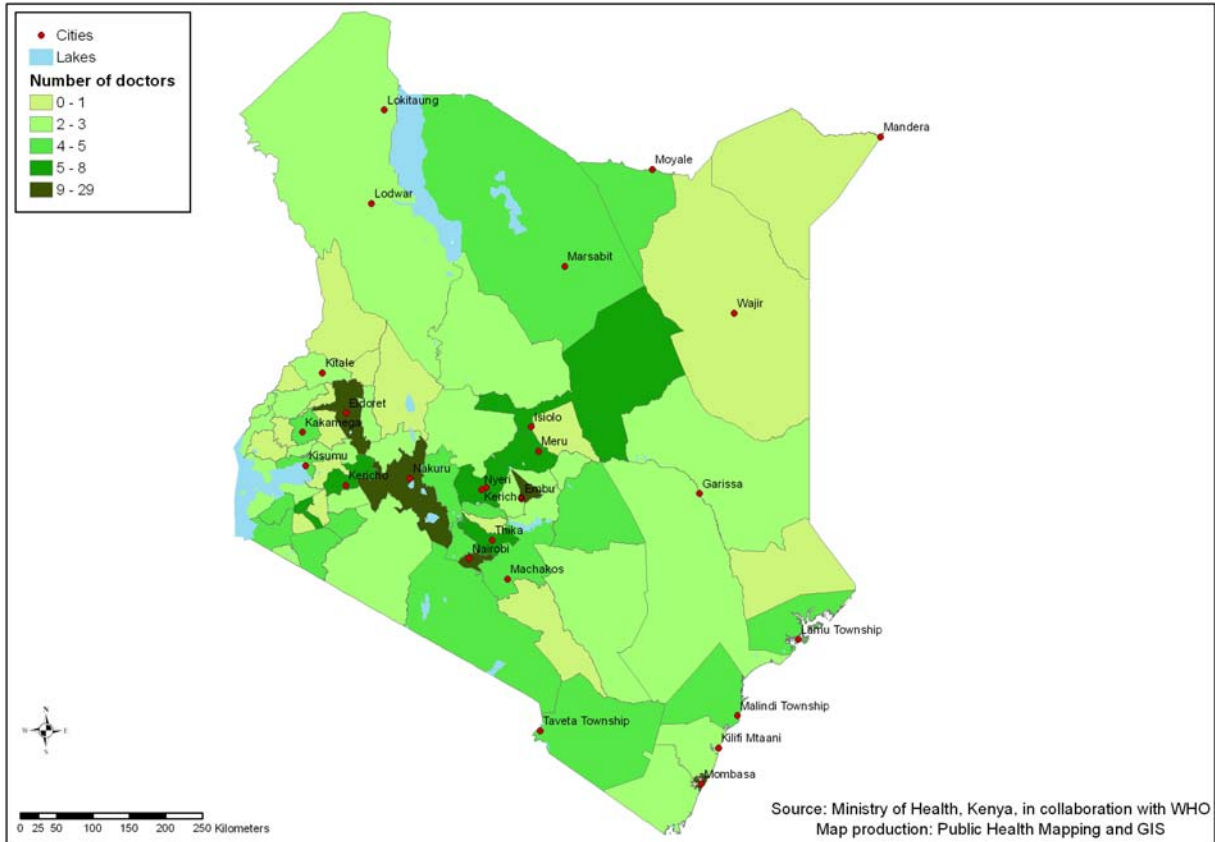 Cities
Lakes
Number of doctors
0 - 1
2 - 3
4 - 5
5 - 8
9 - 29
Lokitaung
Mandera
Moyale
Lodwar
Marsabit
Wajir
Kitale
Eldoret
Isiolo
Kakamega
Meru
Kisumu
Nakuru
Kericho
Nyeri
Embu
Kericho
Garissa
Thika
Nairobi
Machakos
Lamu Township
Malindi Township
Taveta Township
Kilifi Mtaani
Mombasa
N
W E
S
0 25 50 100 150 200 250 Kilometers
Source: Ministry of Health, Kenya, in collaboration with WHO
Map production: Public Health Mapping and GIS